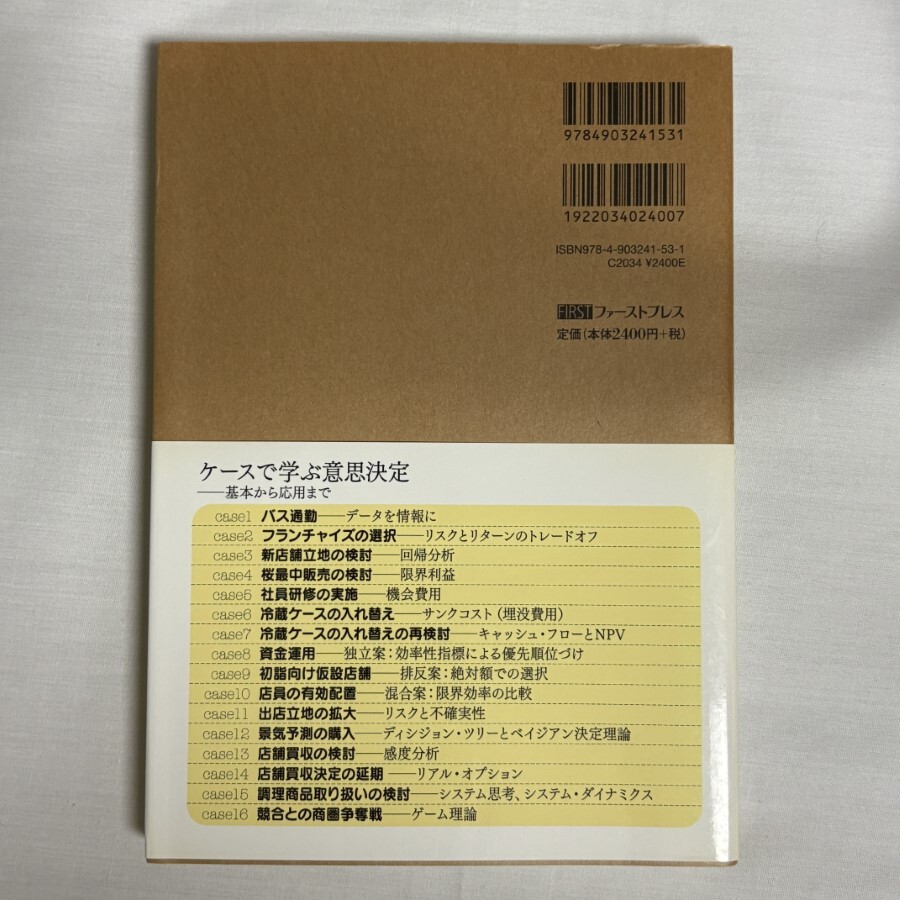 9784903241531
1922034024007
ISBN978-4-903241-53-1
C2034 ¥2400E
FIRST ファーストプレス
定価(本体2400円+税)
ケースで学ぶ意思決定
——基本から応用まで
case1 バス通勤——データを情報に
case2 フランチャイズの選択——リスクとリターンのトレードオフ
case3 新店舗立地の検討——回帰分析
case4 桜最中販売の検討——限界利益
case5 社員研修の実施——機会費用
case6 冷蔵ケースの入れ替え——サンクコスト(埋没費用)
case7 冷蔵ケースの入れ替えの再検討——キャッシュ・フローとNPV
case8 資金運用——独立案:効率性指標による優先順位づけ
case9 初詣向け仮設店舗——排反案:絶対額での選択
case10 店員の有効配置——混合案:限界効率の比較
case11 出店立地の拡大——リスクと不確実性
case12 景気予測の購入——ディシジョン・ツリーとベイジアン決定理論
case13 店舗買収の検討——感度分析
case14 店舗買収決定の延期——リアル・オプション
case15 調理商品取り扱いの検討——システム思考、システム・ダイナミクス
case16 競合との商圏争奪戦——ゲーム理論